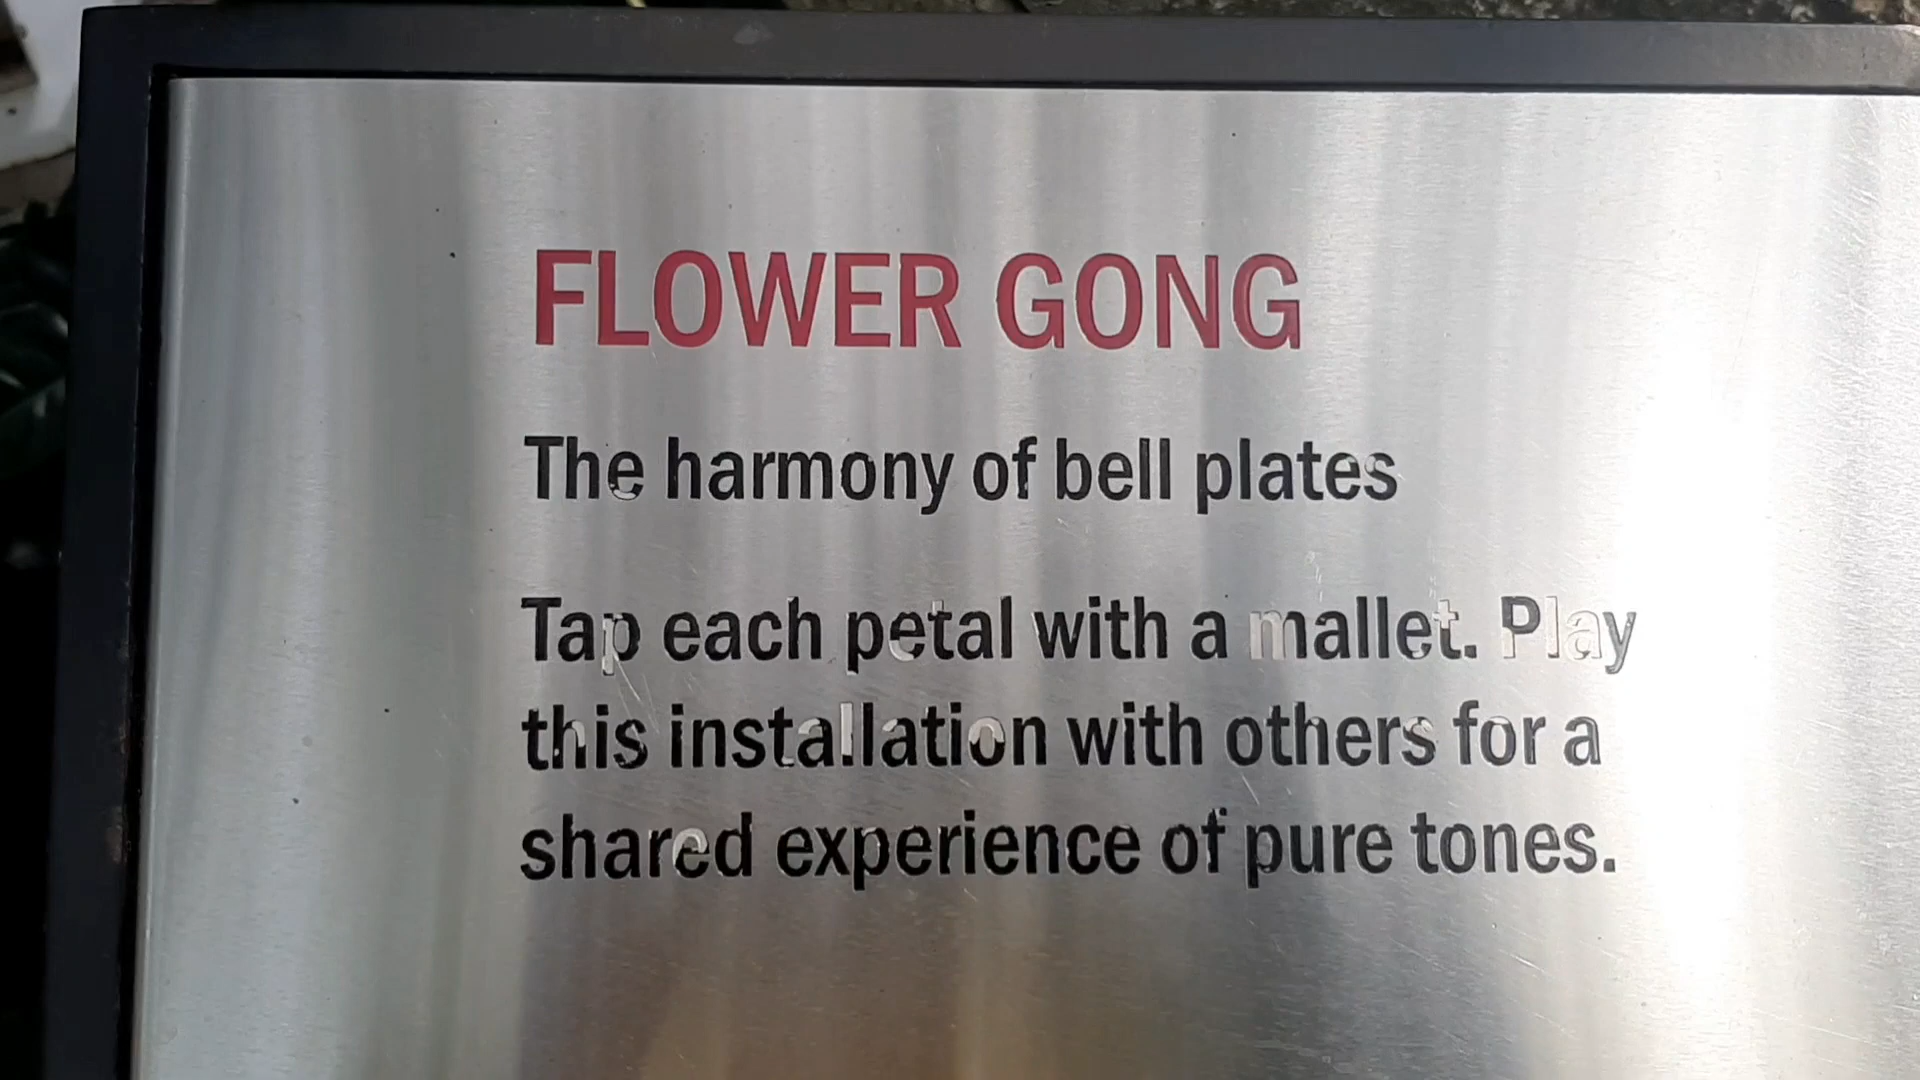 FLOWER GONG
The harmony of bell plates
Tap each petal with a mallet. Play
this installation with others for a
shared experience of pure tones.